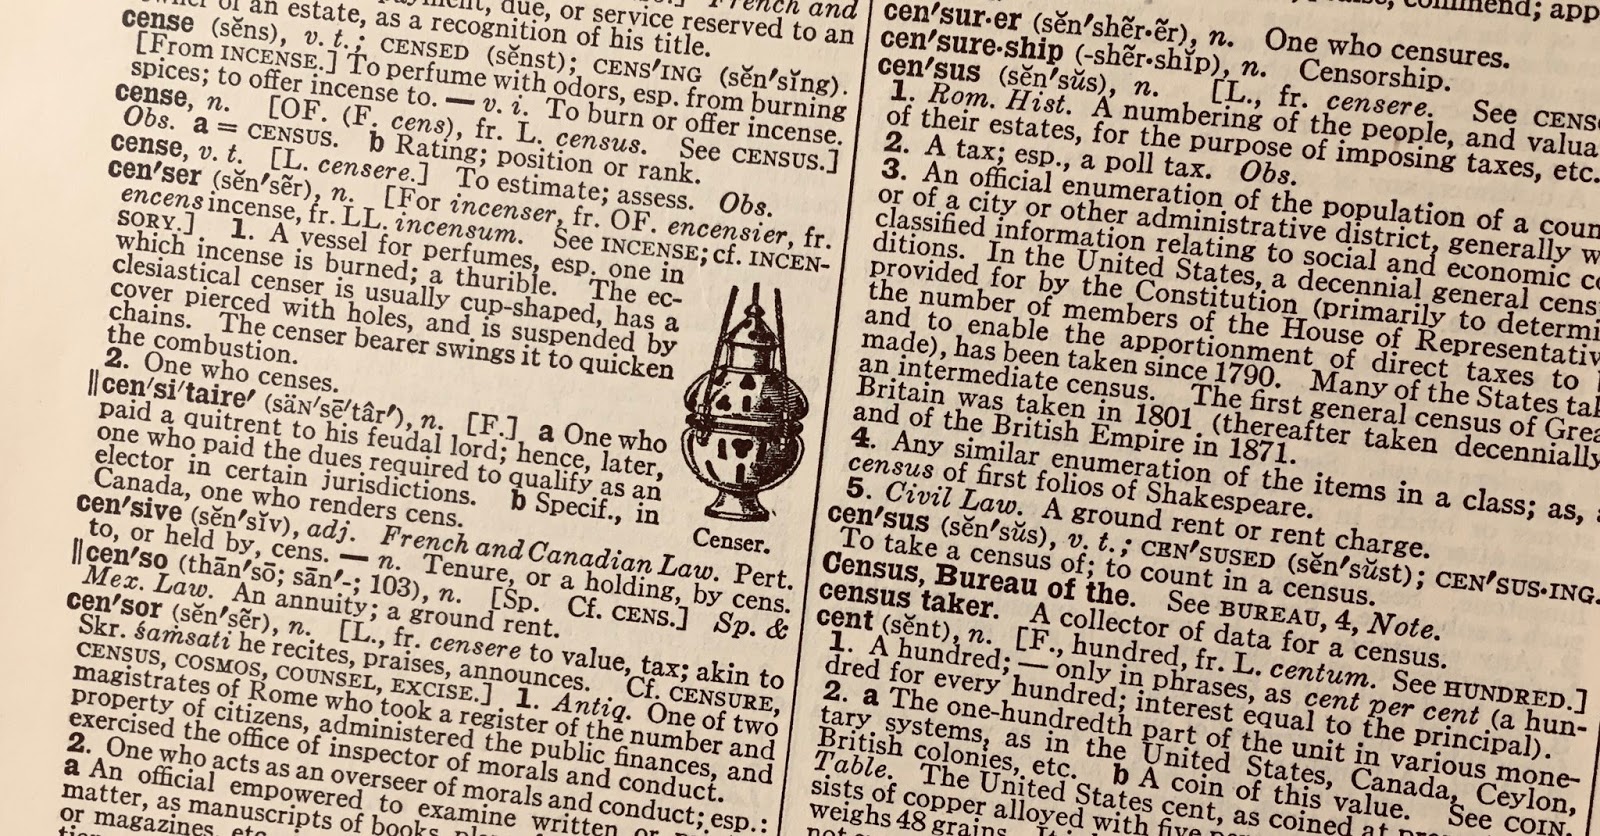 payment, due, or service reserved to an
owner of an estate, as a recognition of his title.
cense (sĕns), v. t.; CENSED (sĕnst); CENS′ING (sĕn′sĭng).
[From INCENSE.] To perfume with odors, esp. from burning
spices; to offer incense to. — v. i. To burn or offer incense.
cense, n. [OF. (F. cens), fr. L. census. See CENSUS.]
Obs. a = CENSUS. b Rating; position or rank.
cense, v. t. [L. censere.] To estimate; assess. Obs.
cen′ser (sĕn′sẽr), n. [For incenser, fr. OF. encensier, fr.
encens incense, fr. LL. incensum. See INCENSE; cf. INCEN-
SORY.] 1. A vessel for perfumes, esp. one in
which incense is burned; a thurible. The ec-
clesiastical censer is usually cup-shaped, has a
cover pierced with holes, and is suspended by
chains. The censer bearer swings it to quicken
the combustion.
2. One who censes.
Censer.
‖cen′si′taire′ (säN′sē′târ′), n. [F.] a One who
paid a quitrent to his feudal lord; hence, later,
one who paid the dues required to qualify as an
elector in certain jurisdictions. b Specif., in
Canada, one who renders cens.
cen′sive (sĕn′sĭv), adj. French and Canadian Law. Pert.
to, or held by, cens. — n. Tenure, or a holding, by cens.
‖cen′so (thān′sō; sān′-; 103), n. [Sp. Cf. CENS.] Sp. &
Mex. Law. An annuity; a ground rent.
cen′sor (sĕn′sẽr), n. [L., fr. censere to value, tax; akin to
Skr. śaṁsati he recites, praises, announces. Cf. CENSURE,
CENSUS, COSMOS, COUNSEL, EXCISE.] 1. Antiq. One of two
magistrates of Rome who took a register of the number and
property of citizens, administered the public finances, and
exercised the office of inspector of morals and conduct.
2. One who acts as an overseer of morals and conduct; esp.:
a An official empowered to examine written or
matter, as manuscripts of books,
or magazines, etc.
commend;
cen′sur·er (sĕn′shẽr·ẽr), n. One who censures.
cen′sure·ship (-shẽr·shĭp), n. Censorship.
cen′sus (sĕn′sŭs), n. [L., fr. censere. See
1. Rom. Hist. A numbering of the people, and
of their estates, for the purpose of imposing taxes, etc.
2. A tax; esp., a poll tax. Obs.
3. An official enumeration of the population of a
or of a city or other administrative district, generally
classified information relating to social and economic
ditions. In the United States, a decennial general
provided for by the Constitution (primarily to
the number of members of the House of
and to enable the apportionment of direct taxes to
made), has been taken since 1790. Many of the States
an intermediate census. The first general census of
Britain was taken in 1801 (thereafter taken decennially
and of the British Empire in 1871.
4. Any similar enumeration of the items in a class; as,
census of first folios of Shakespeare.
5. Civil Law. A ground rent or rent charge.
cen′sus (sĕn′sŭs), v. t.; CEN′SUSED (sĕn′sŭst); CEN′SUS·ING.
To take a census of; to count in a census.
Census, Bureau of the. See BUREAU, 4, Note.
census taker. A collector of data for a census.
cent (sĕnt), n. [F., hundred, fr. L. centum. See HUNDRED.]
1. A hundred; — only in phrases, as cent per cent (a hun-
dred for every hundred; interest equal to the principal).
2. a The one-hundredth part of the unit in various mone-
tary systems, as in the United States, Canada, Ceylon,
British colonies, etc. b A coin of this value. See COIN,
Table. The United States cent, as coined at
sists of copper alloyed with five
weighs 48 grains.